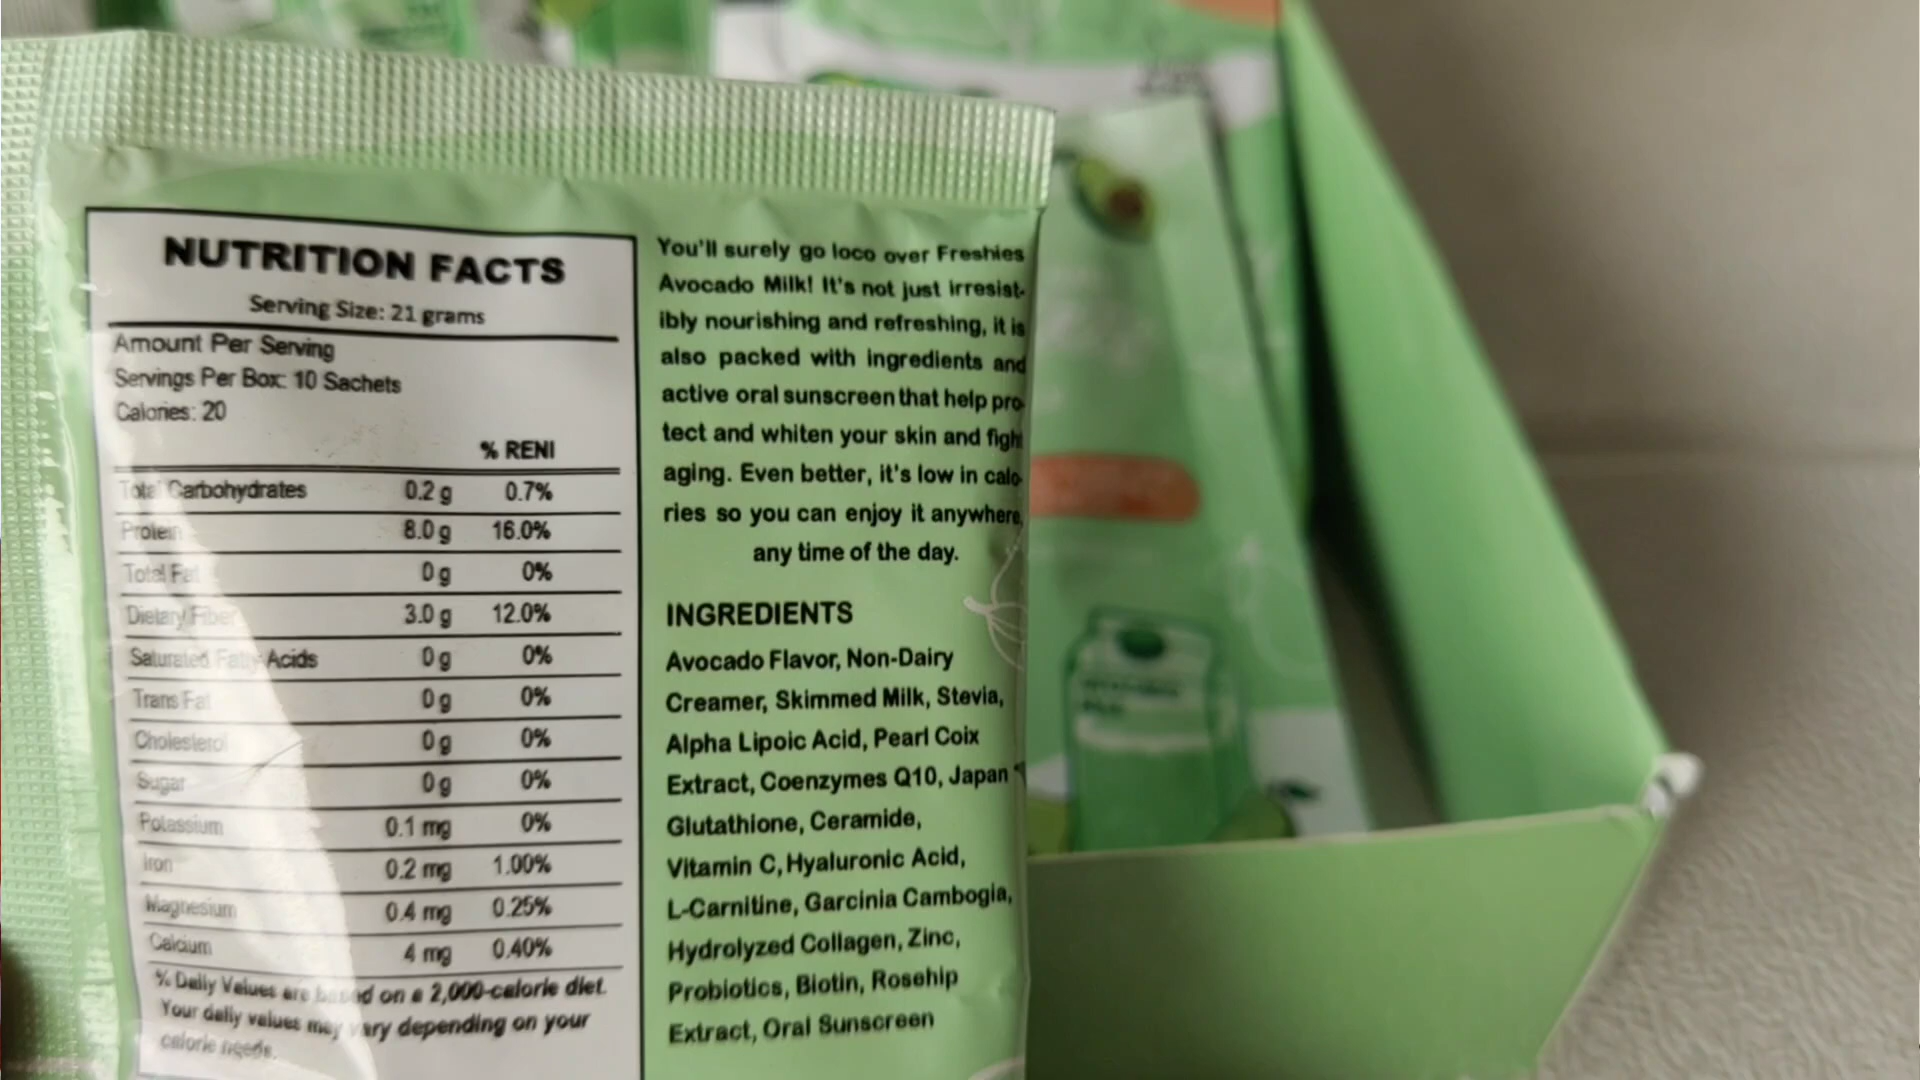 NUTRITION FACTS
Serving Size: 21 grams
Amount Per Serving
Servings Per Box: 10 Sachets
Calories: 20
% RENI
Total Carbohydrates 0.2 g 0.7%
Protein 8.0 g 16.0%
Total Fat 0 g 0%
Dietary Fiber 3.0 g 12.0%
Saturated Fatty Acids 0 g 0%
Trans Fat 0 g 0%
Cholesterol 0 g 0%
Sugar 0 g 0%
Potassium 0.1 mg 0%
Iron 0.2 mg 1.00%
Magnesium 0.4 mg 0.25%
Calcium 4 mg 0.40%
% Daily Values are based on a 2,000-calorie diet.
Your daily values may vary depending on your
calorie needs.
You'll surely go loco over Freshies
Avocado Milk! It's not just irresist-
ibly nourishing and refreshing, it is
also packed with ingredients and
active oral sunscreen that help pro-
tect and whiten your skin and fight
aging. Even better, it's low in calo-
ries so you can enjoy it anywhere,
any time of the day.
INGREDIENTS
Avocado Flavor, Non-Dairy
Creamer, Skimmed Milk, Stevia,
Alpha Lipoic Acid, Pearl Coix
Extract, Coenzymes Q10, Japan
Glutathione, Ceramide,
Vitamin C, Hyaluronic Acid,
L-Carnitine, Garcinia Cambogia,
Hydrolyzed Collagen, Zinc,
Probiotics, Biotin, Rosehip
Extract, Oral Sunscreen